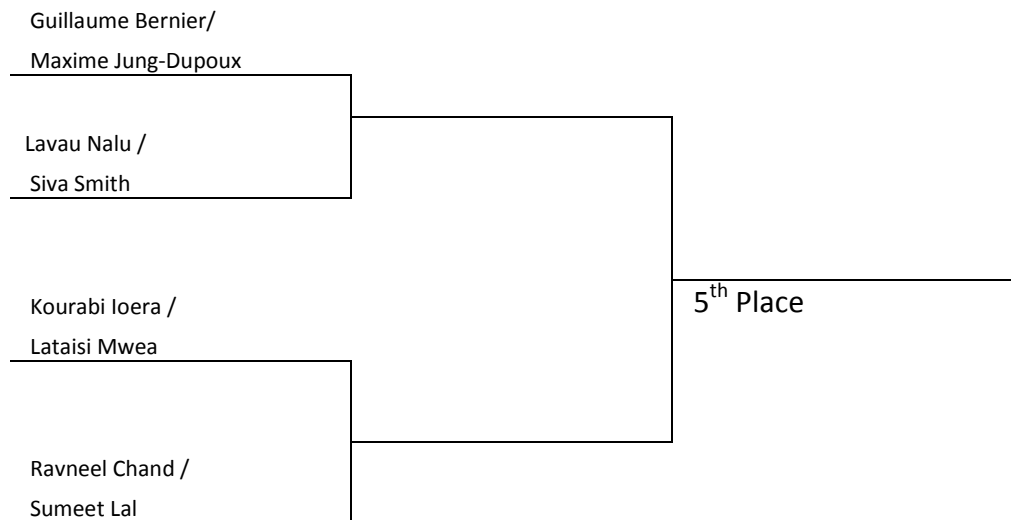 Guillaume Bernier/
Maxime Jung-Dupoux
Lavau Nalu /
Siva Smith
Kourabi Ioera /
5th Place
Lataisi Mwea
Ravneel Chand /
Sumeet Lal